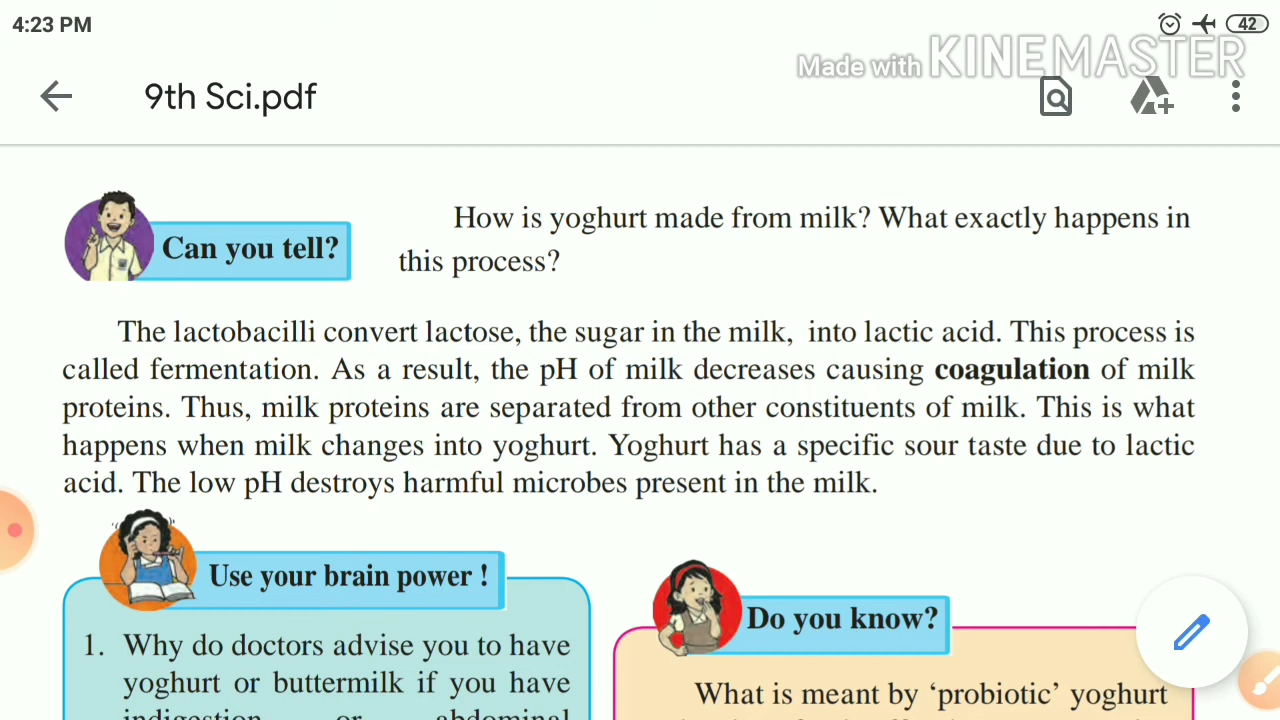 4:23 PM
42
Made with KINEMASTER
9th Sci.pdf
Can you tell?
How is yoghurt made from milk? What exactly happens in
this process?
The lactobacilli convert lactose, the sugar in the milk, into lactic acid. This process is
called fermentation. As a result, the pH of milk decreases causing coagulation of milk
proteins. Thus, milk proteins are separated from other constituents of milk. This is what
happens when milk changes into yoghurt. Yoghurt has a specific sour taste due to lactic
acid. The low pH destroys harmful microbes present in the milk.
Use your brain power !
1. Why do doctors advise you to have
yoghurt or buttermilk if you have
indigestion or abdominal
Do you know?
What is meant by ‘probiotic’ yoghurt